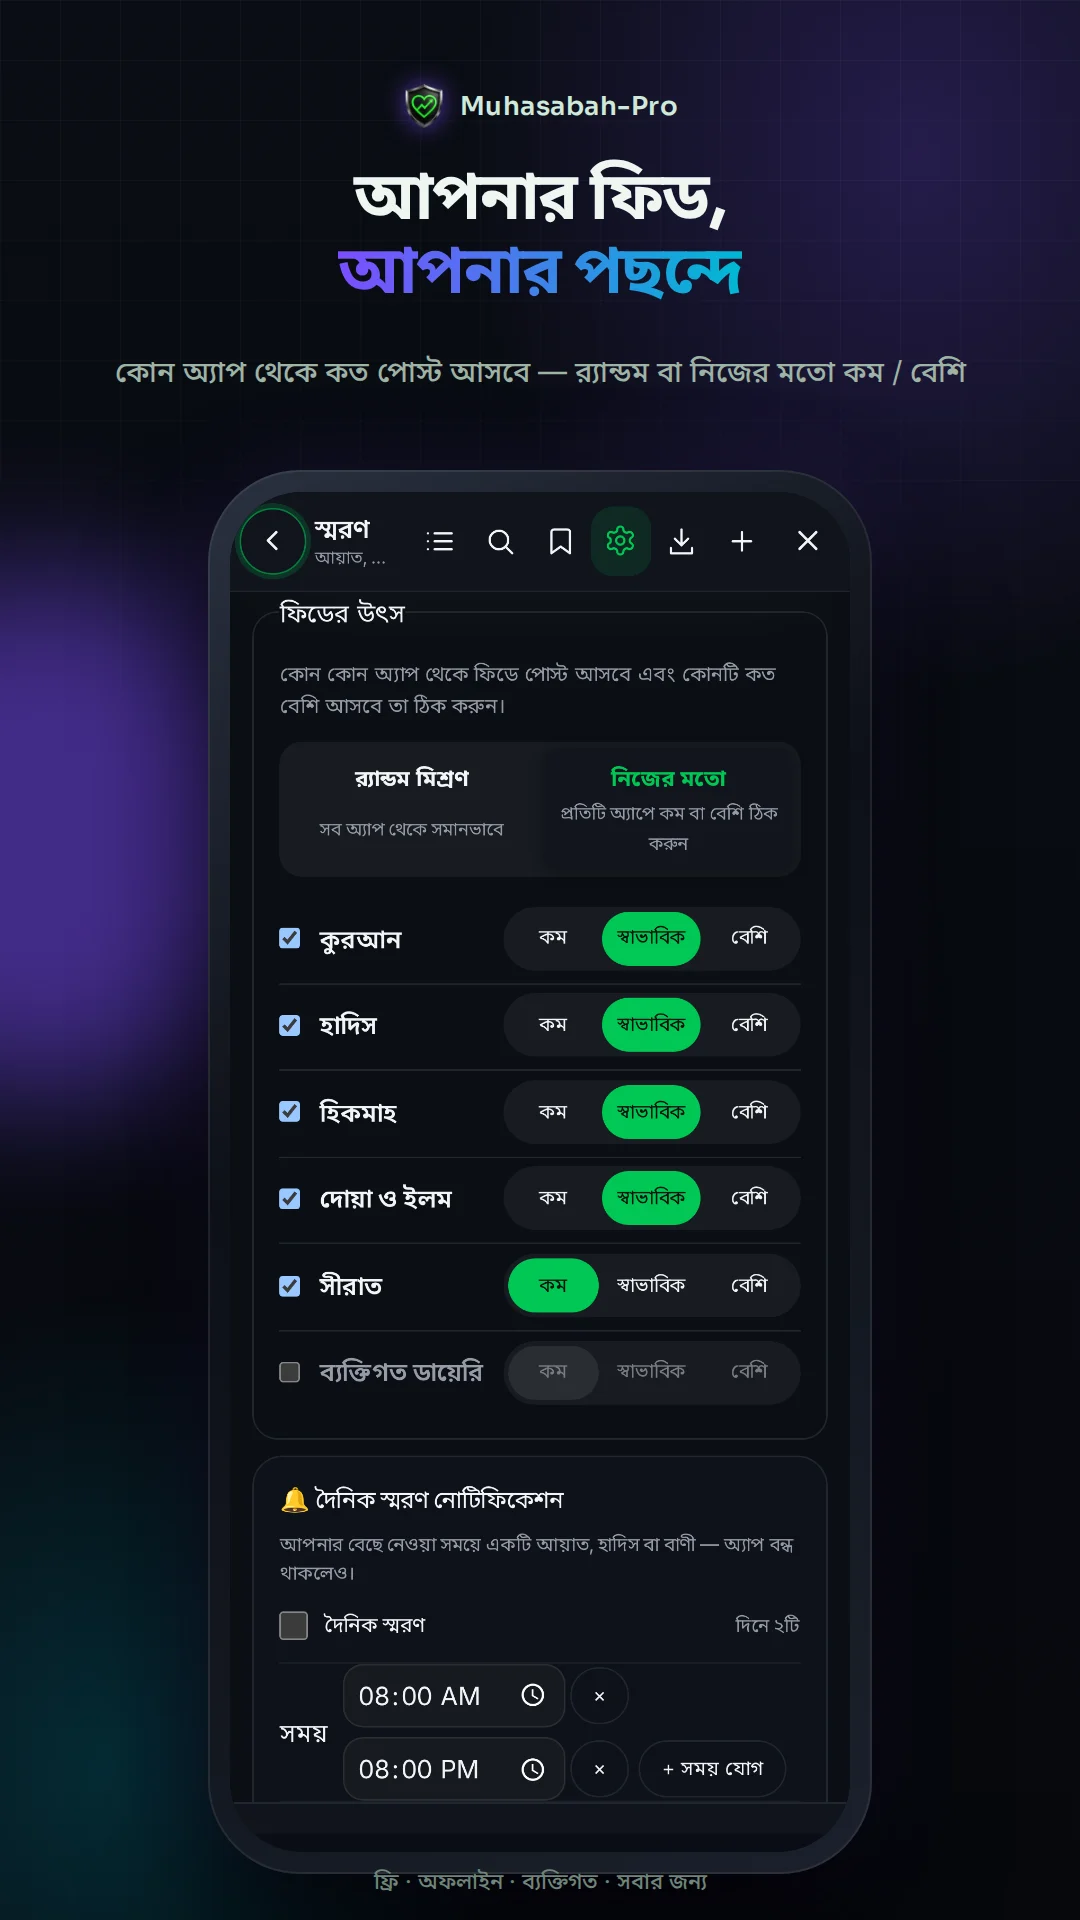 Muhasabah-Pro
আপনার ফিড,
আপনার পছন্দে
কোন অ্যাপ থেকে কত পোস্ট আসবে — র‍্যান্ডম বা নিজের মতো কম / বেশি
স্মরণ
আয়াত, ...
ফিডের উৎস
কোন কোন অ্যাপ থেকে ফিডে পোস্ট আসবে এবং কোনটি কত
বেশি আসবে তা ঠিক করুন।
র‍্যান্ডম মিশ্রণ
সব অ্যাপ থেকে সমানভাবে
নিজের মতো
প্রতিটি অ্যাপে কম বা বেশি ঠিক
করুন
কুরআন কম স্বাভাবিক বেশি
হাদিস কম স্বাভাবিক বেশি
হিকমাহ কম স্বাভাবিক বেশি
দোয়া ও ইলম কম স্বাভাবিক বেশি
সীরাত কম স্বাভাবিক বেশি
ব্যক্তিগত ডায়েরি কম স্বাভাবিক বেশি
🔔 দৈনিক স্মরণ নোটিফিকেশন
আপনার বেছে নেওয়া সময়ে একটি আয়াত, হাদিস বা বাণী — অ্যাপ বন্ধ
থাকলেও।
দৈনিক স্মরণ দিনে ২টি
সময়
08:00 AM ×
08:00 PM × + সময় যোগ
ফ্রি · অফলাইন · ব্যক্তিগত · সবার জন্য